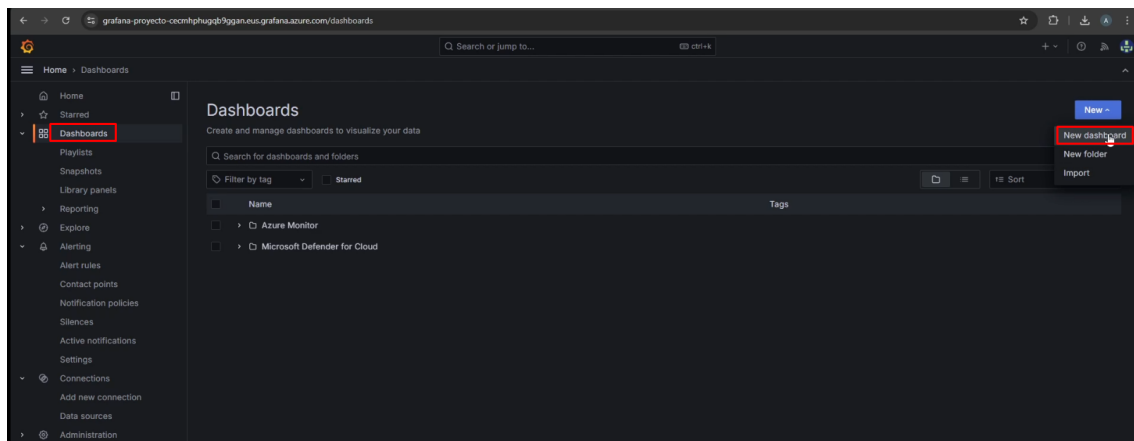 grafana-proyecto-cecmhphugqb9ggan.eus.grafana.azure.com/dashboards
Search or jump to... ctrl+k
Home › Dashboards
Home
Starred
Dashboards
Playlists
Snapshots
Library panels
Reporting
Explore
Alerting
Alert rules
Contact points
Notification policies
Silences
Active notifications
Settings
Connections
Add new connection
Data sources
Administration
Dashboards
Create and manage dashboards to visualize your data
New
New dashboard
New folder
Import
Search for dashboards and folders
Filter by tag Starred Sort
Name Tags
Azure Monitor
Microsoft Defender for Cloud